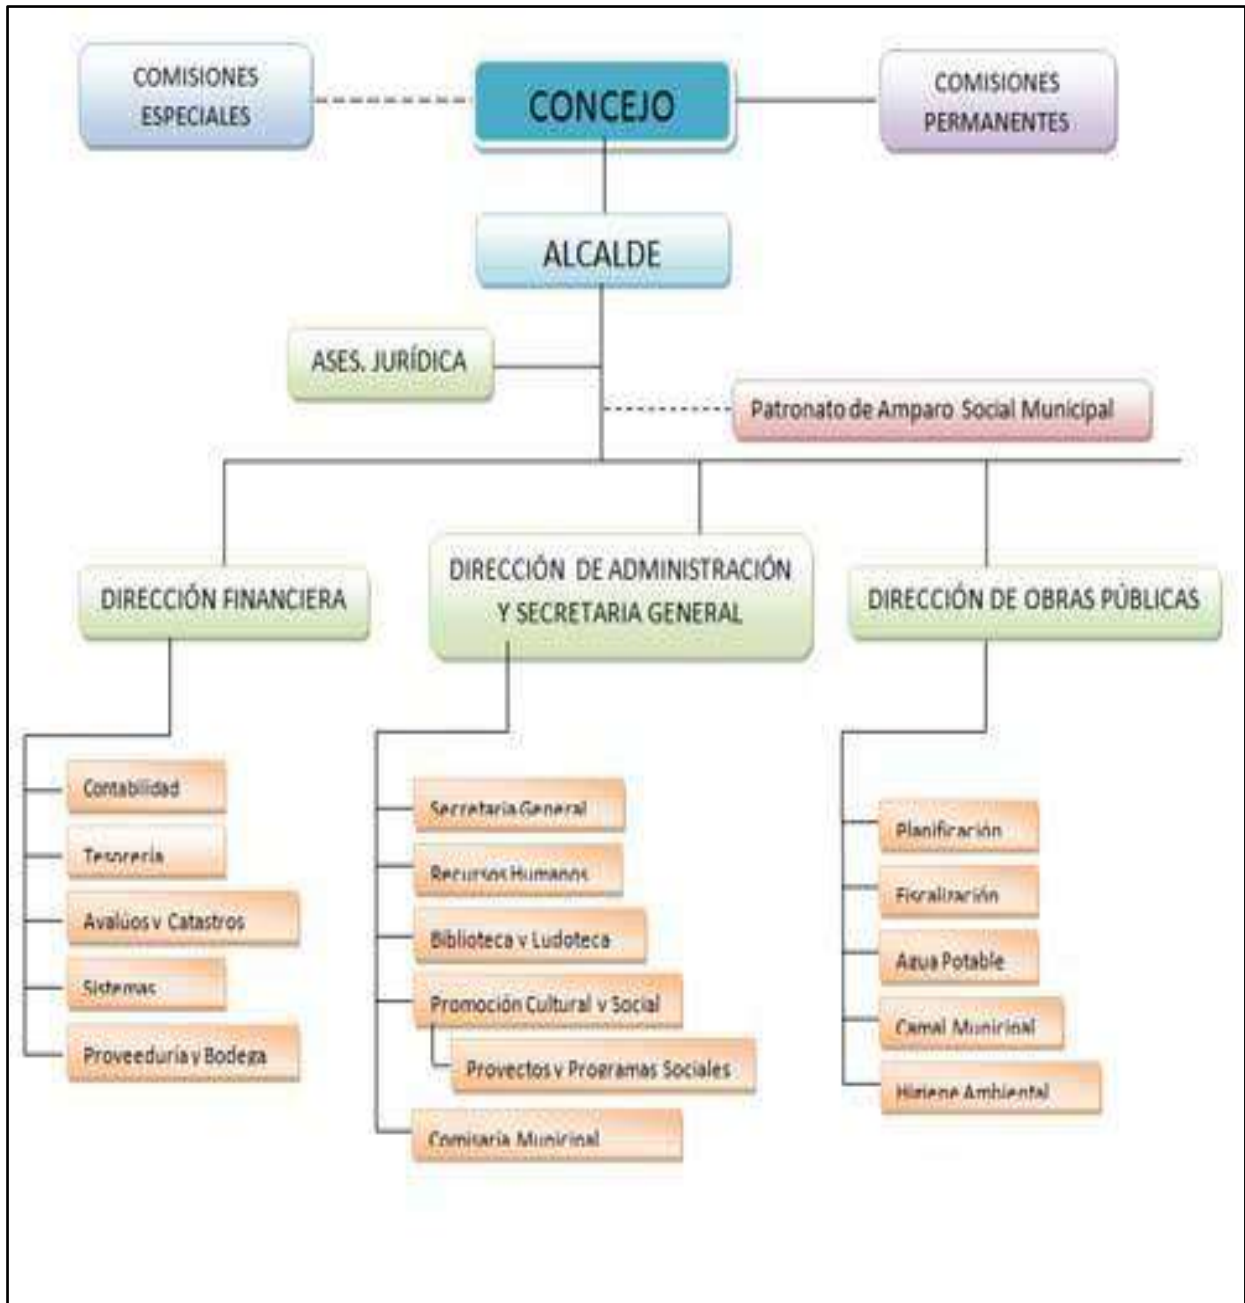 COMISIONES
ESPECIALES
CONCEJO
COMISIONES
PERMANENTES
ALCALDE
ASES. JURÍDICA
Patronato de Amparo Social Municipal
DIRECCIÓN FINANCIERA
DIRECCIÓN DE ADMINISTRACIÓN
Y SECRETARIA GENERAL
DIRECCIÓN DE OBRAS PÚBLICAS
Contabilidad
Tesorería
Avalúos y Catastros
Sistemas
Proveeduría y Bodega
Secretaria General
Recursos Humanos
Biblioteca y Ludoteca
Promoción Cultural y Social
Proyectos y Programas Sociales
Comisaría Municipal
Planificación
Fiscalización
Agua Potable
Camal Municipal
Higiene Ambiental